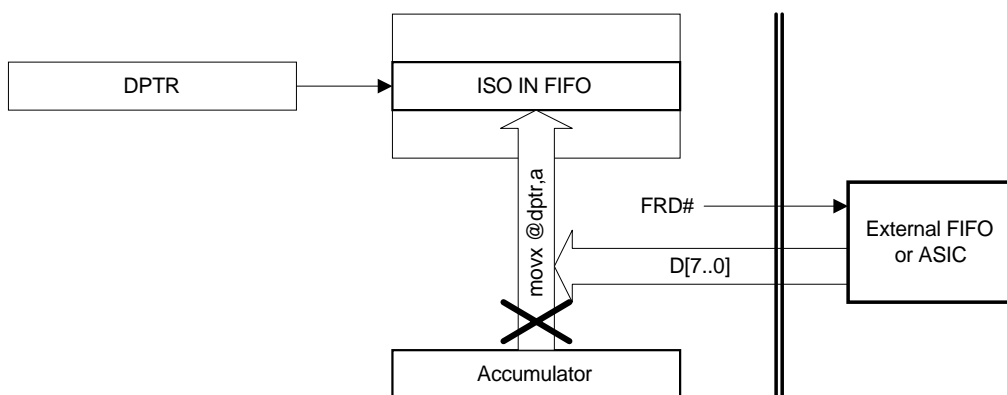 DPTR
ISO IN FIFO
movx @dptr,a
FRD#
External FIFO
or ASIC
D[7..0]
Accumulator